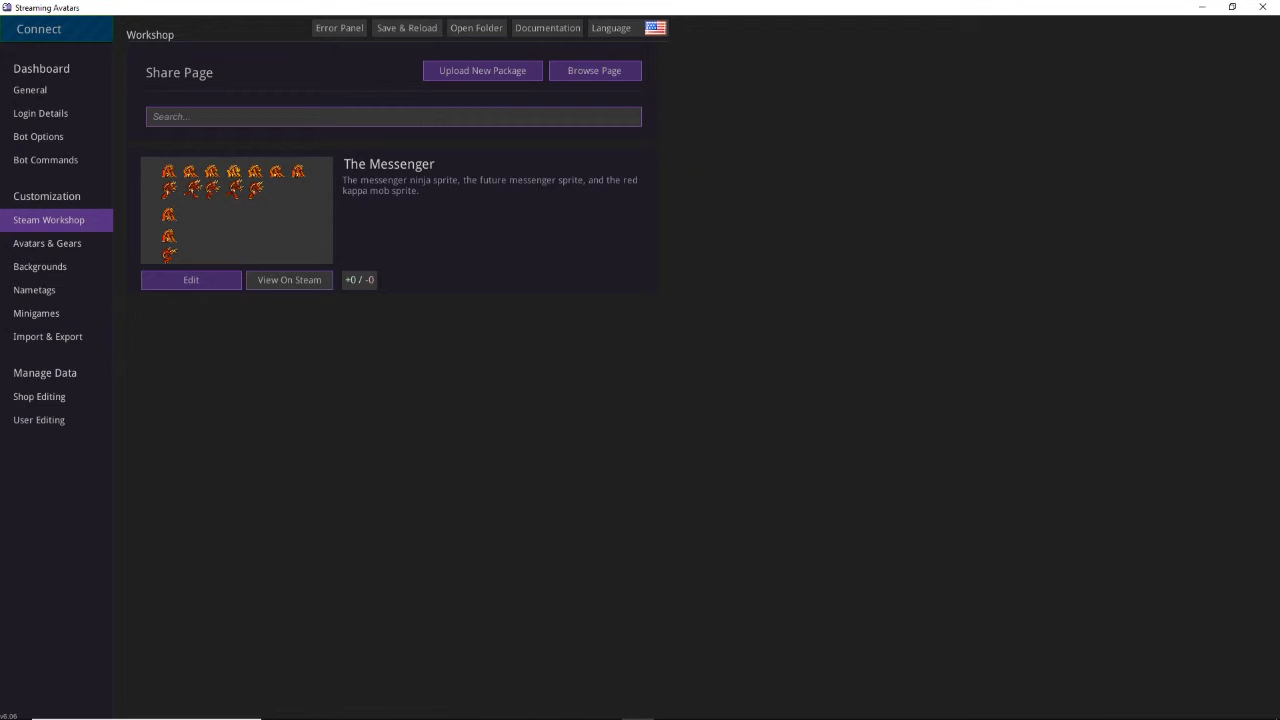 Streaming Avatars
Connect
Workshop
Error Panel
Save & Reload
Open Folder
Documentation
Language
Dashboard
General
Login Details
Bot Options
Bot Commands
Customization
Steam Workshop
Avatars & Gears
Backgrounds
Nametags
Minigames
Import & Export
Manage Data
Shop Editing
User Editing
Share Page
Upload New Package
Browse Page
Search...
The Messenger
The messenger ninja sprite, the future messenger sprite, and the red
kappa mob sprite.
Edit
View On Steam
+0 / -0
v6.06